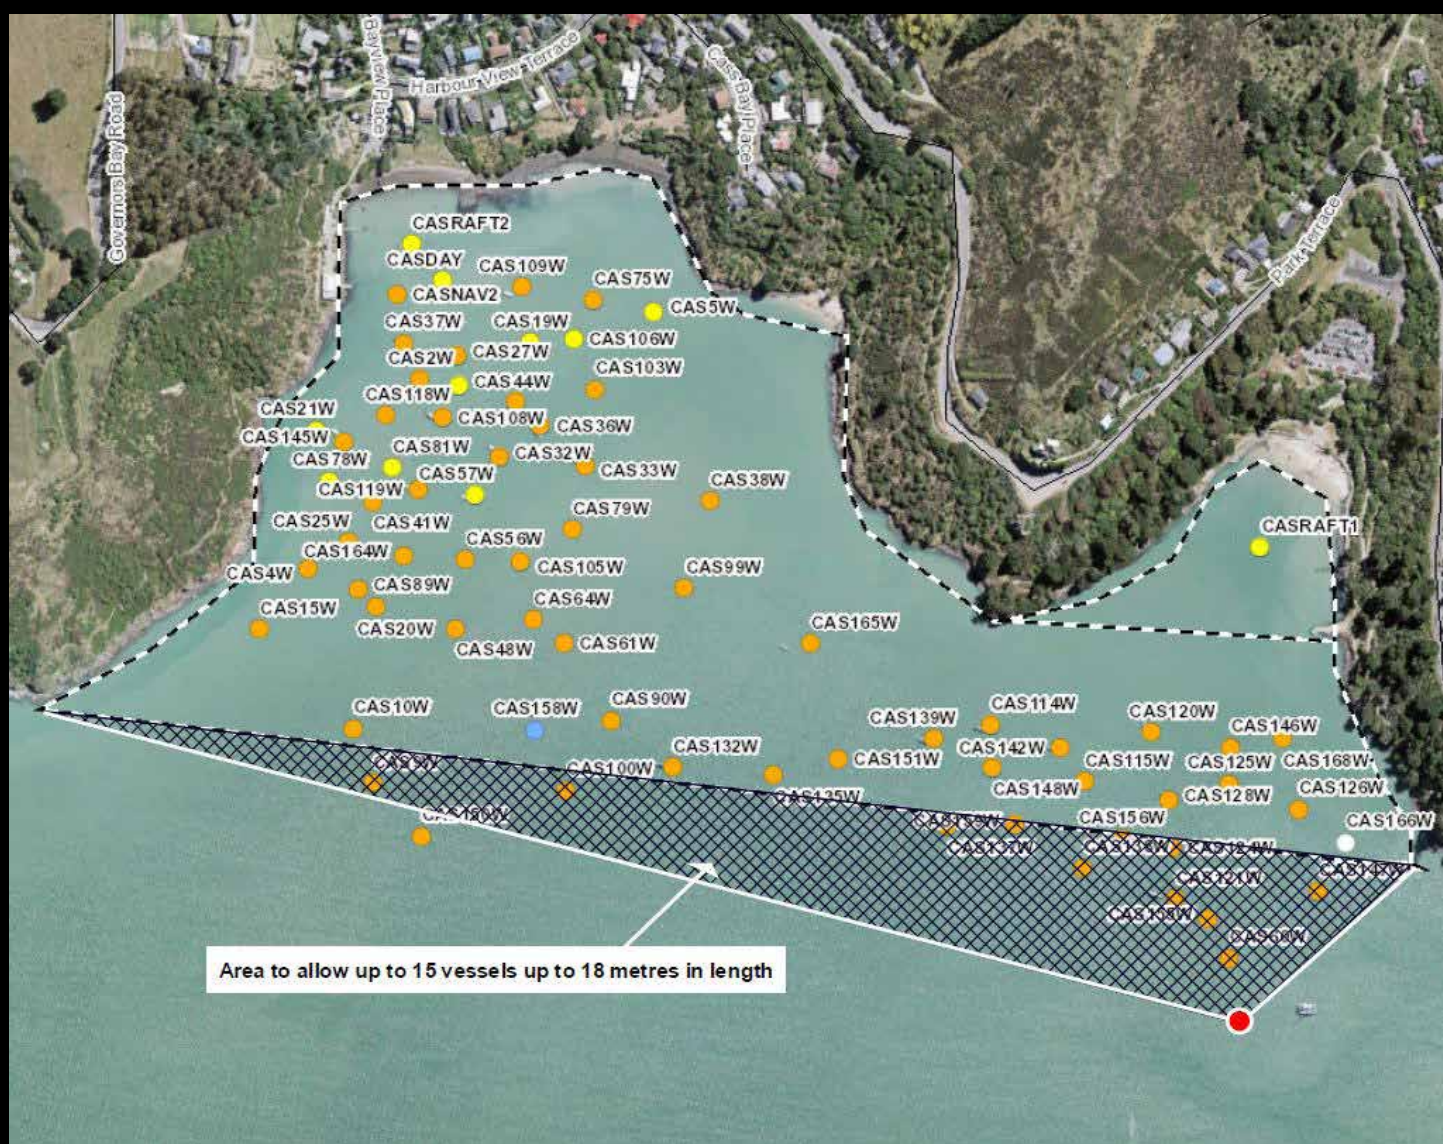 Governors Bay Road
Bayview Place
Harbour View Terrace
Cass Bay Place
Park Terrace
CASRAFT2
CASDAY
CAS109W
CASNAV2
CAS75W
CAS5W
CAS37W
CAS19W
CAS106W
CAS2W
CAS27W
CAS103W
CAS44W
CAS118W
CAS21W
CAS108W
CAS36W
CAS145W
CAS81W
CAS32W
CAS78W
CAS57W
CAS33W
CAS38W
CAS119W
CAS25W
CAS41W
CAS79W
CASRAFT1
CAS164W
CAS56W
CAS105W
CAS4W
CAS89W
CAS99W
CAS15W
CAS64W
CAS20W
CAS48W
CAS61W
CAS165W
CAS10W
CAS158W
CAS90W
CAS139W
CAS114W
CAS120W
CAS146W
CAS132W
CAS142W
CAS151W
CAS115W
CAS125W
CAS168W
CAS100W
CAS148W
CAS135W
CAS128W
CAS126W
CAS156W
CAS166W
CAS137W
CAS124W
CAS121W
Area to allow up to 15 vessels up to 18 metres in length